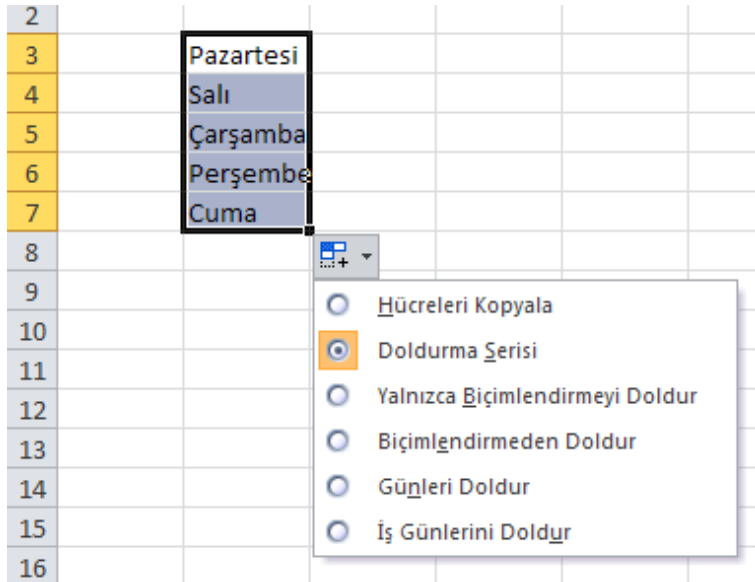 2
3 Pazartesi
4 Salı
5 Çarşamba
6 Perşembe
7 Cuma
8
9
Hücreleri Kopyala
10
Doldurma Serisi
11
Yalnızca Biçimlendirmeyi Doldur
12
Biçimlendirmeden Doldur
13
14
Günleri Doldur
15
İş Günlerini Doldur
16